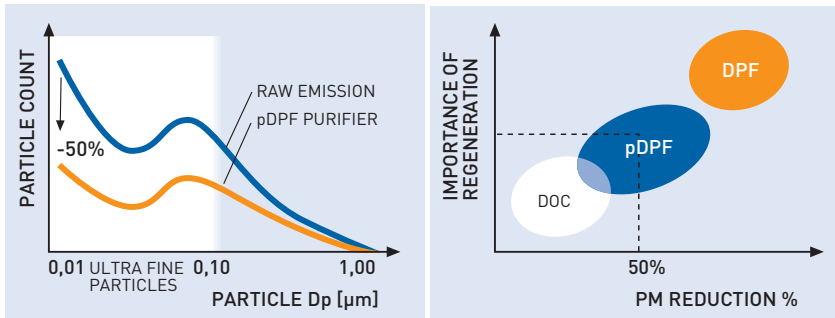 PARTICLE COUNT
-50%
RAW EMISSION
pDPF PURIFIER
0,01 ULTRA FINE PARTICLES 0,10 1,00
PARTICLE Dp [µm]
IMPORTANCE OF
REGENERATION
DPF
pDPF
DOC
50%
PM REDUCTION %